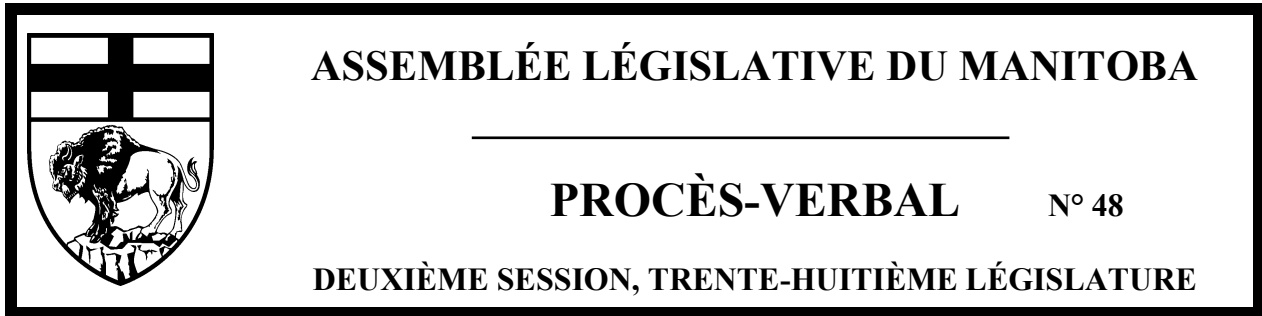 ASSEMBLÉE LÉGISLATIVE DU MANITOBA
PROCÈS-VERBAL N° 48
DEUXIÈME SESSION, TRENTE-HUITIÈME LÉGISLATURE